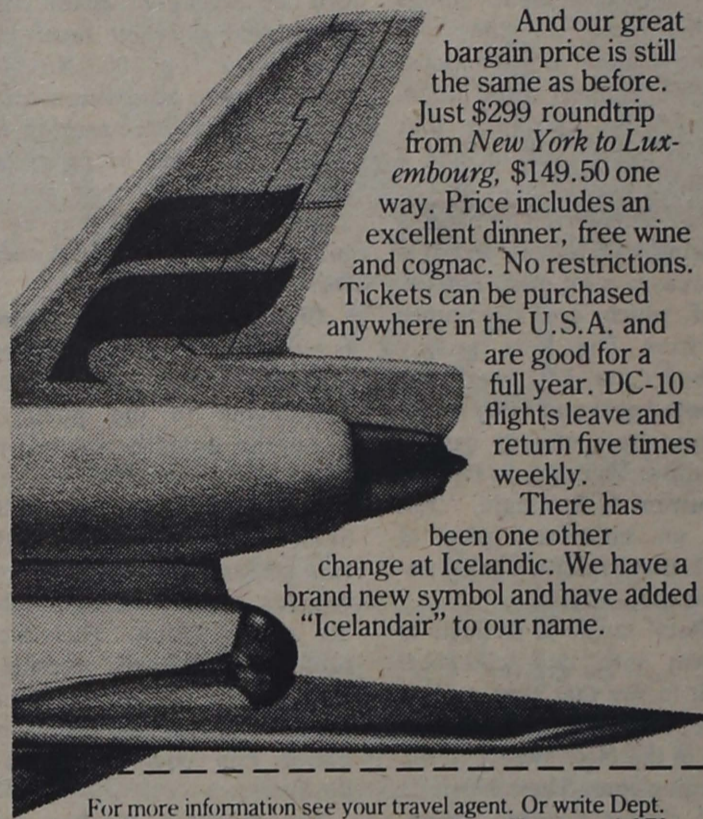 And our great
bargain price is still
the same as before.
Just $299 roundtrip
from New York to Lux-
embourg, $149.50 one
way. Price includes an
excellent dinner, free wine
and cognac. No restrictions.
Tickets can be purchased
anywhere in the U.S.A. and
are good for a
full year. DC-10
flights leave and
return five times
weekly.
There has
been one other
change at Icelandic. We have a
brand new symbol and have added
"Icelandair" to our name.
For more information see your travel agent. Or write Dept.